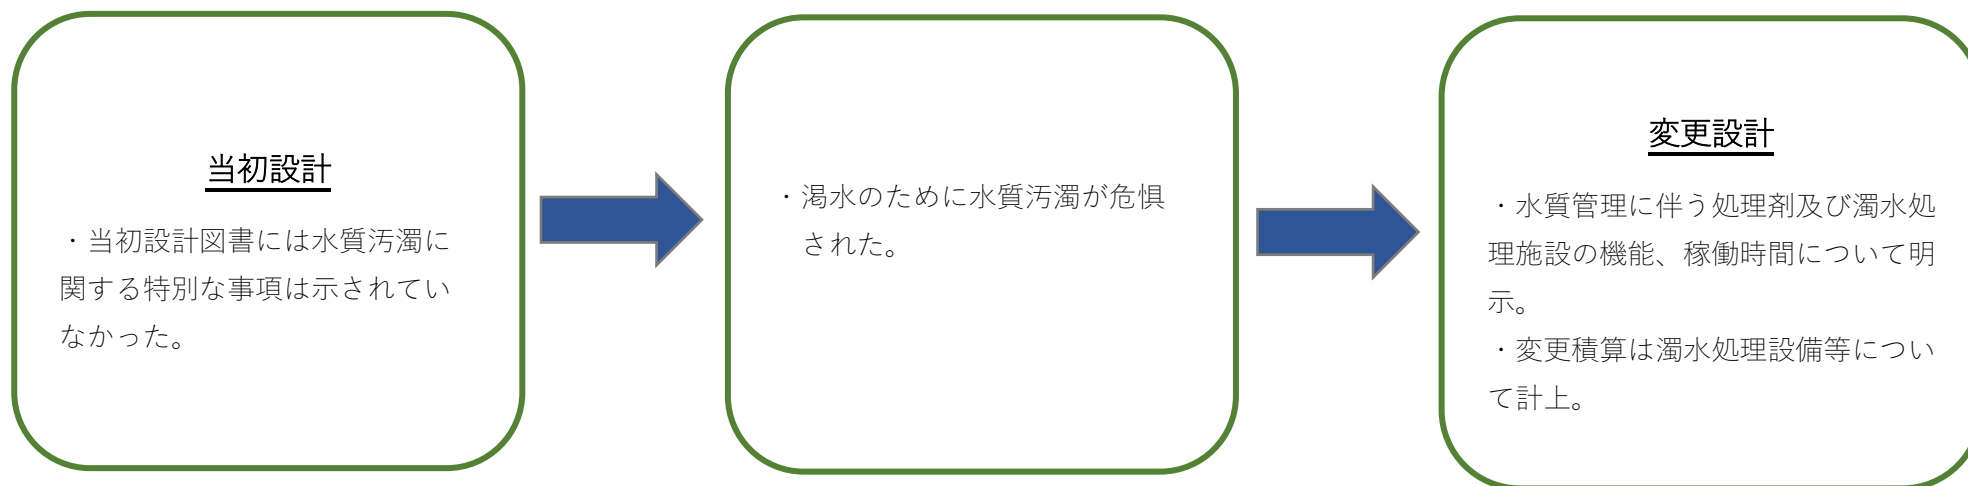 当初設計
・当初設計図書には水質汚濁に
関する特別な事項は示されてい
なかった。
・渇水のために水質汚濁が危惧
された。
変更設計
・水質管理に伴う処理剤及び濁水処
理施設の機能、稼働時間について明
示。
・変更積算は濁水処理設備等につい
て計上。